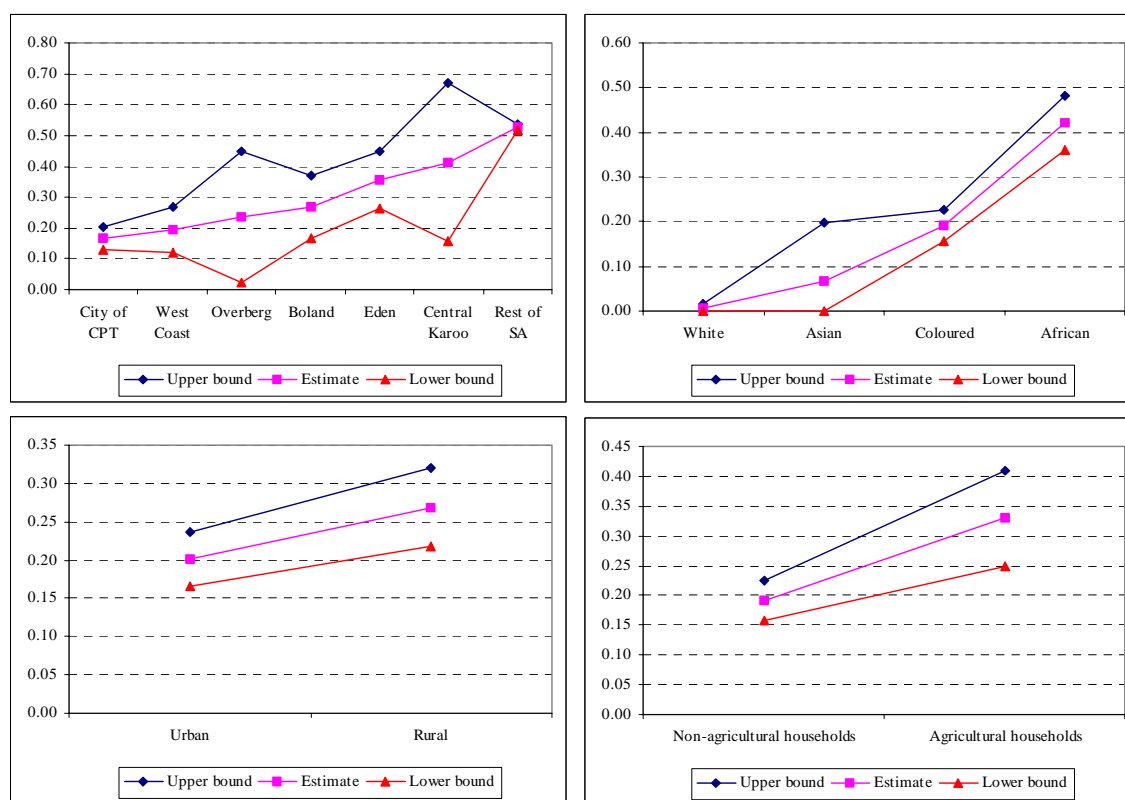 0.80
0.70
0.60
0.50
0.40
0.30
0.20
0.10
0.00
City of CPT
West Coast
Overberg
Boland
Eden
Central Karoo
Rest of SA
Upper bound
Estimate
Lower bound
0.60
0.50
0.40
0.30
0.20
0.10
0.00
White
Asian
Coloured
African
Upper bound
Estimate
Lower bound
0.35
0.30
0.25
0.20
0.15
0.10
0.05
0.00
Urban
Rural
Upper bound
Estimate
Lower bound
0.45
0.40
0.35
0.30
0.25
0.20
0.15
0.10
0.05
0.00
Non-agricultural households
Agricultural households
Upper bound
Estimate
Lower bound